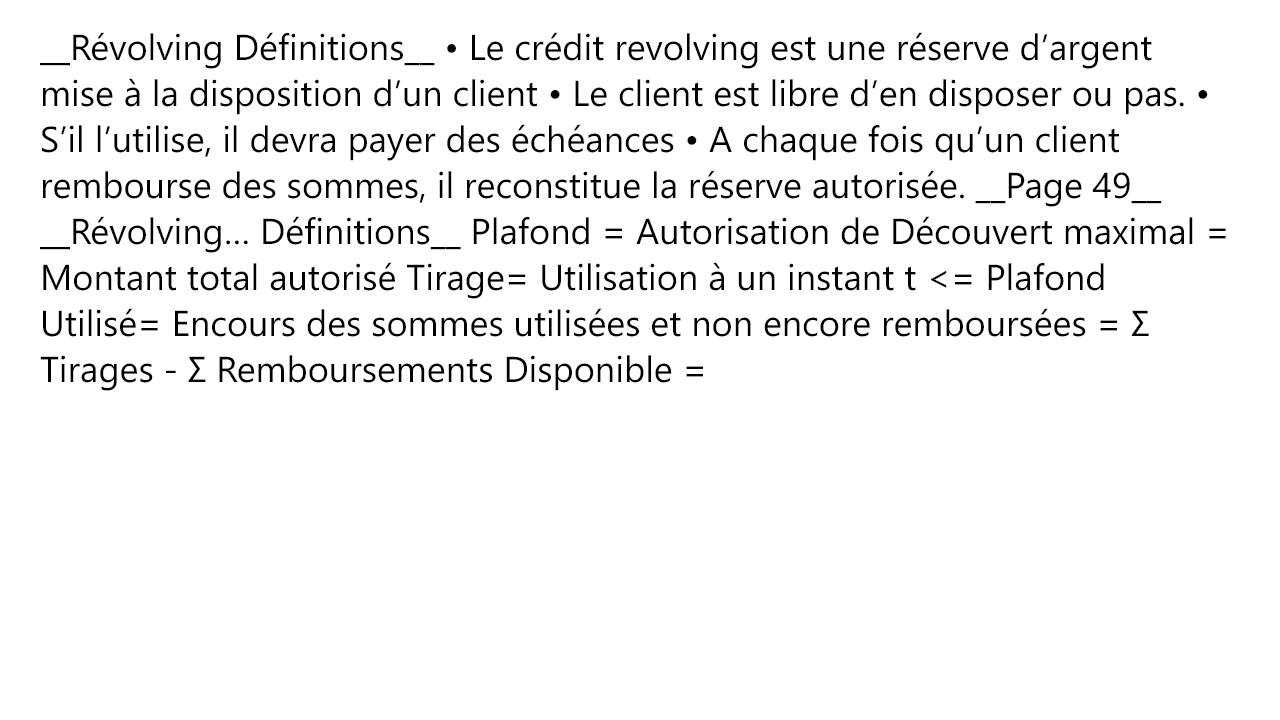 __Révolving Définitions__ • Le crédit revolving est une réserve d’argent
mise à la disposition d’un client • Le client est libre d’en disposer ou pas. •
S’il l’utilise, il devra payer des échéances • A chaque fois qu’un client
rembourse des sommes, il reconstitue la réserve autorisée. __Page 49__
__Révolving... Définitions__ Plafond = Autorisation de Découvert maximal =
Montant total autorisé Tirage= Utilisation à un instant t <= Plafond
Utilisé= Encours des sommes utilisées et non encore remboursées = Σ
Tirages - Σ Remboursements Disponible =